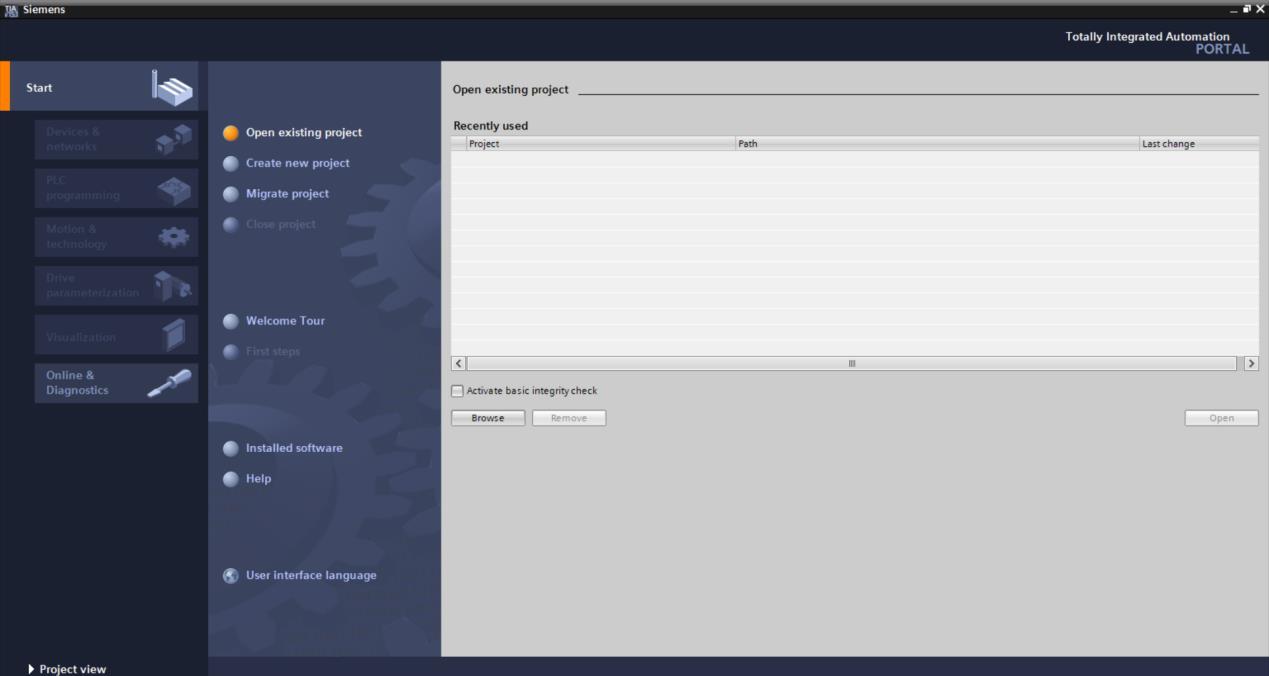 TIA
Siemens
Totally Integrated Automation
PORTAL
Start
Devices &
networks
PLC
programming
Motion &
technology
Drive
parameterization
Visualization
Online &
Diagnostics
Project view
Open existing project
Create new project
Migrate project
Close project
Welcome Tour
First steps
Installed software
Help
User interface language
Open existing project
Recently used
Project Path Last change
Activate basic integrity check
Browse Remove Open